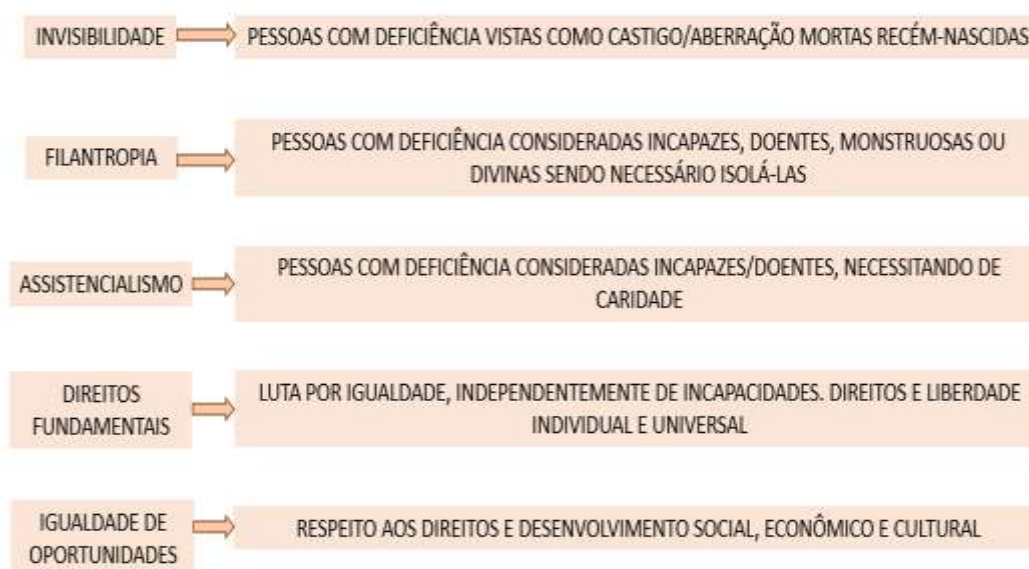 INVISIBILIDADE
PESSOAS COM DEFICIÊNCIA VISTAS COMO CASTIGO/ABERRAÇÃO MORTAS RECÉM-NASCIDAS
FILANTROPIA
PESSOAS COM DEFICIÊNCIA CONSIDERADAS INCAPAZES, DOENTES, MONSTRUOSAS OU
DIVINAS SENDO NECESSÁRIO ISOLÁ-LAS
ASSISTENCIALISMO
PESSOAS COM DEFICIÊNCIA CONSIDERADAS INCAPAZES/DOENTES, NECESSITANDO DE
CARIDADE
DIREITOS
FUNDAMENTAIS
LUTA POR IGUALDADE, INDEPENDENTEMENTE DE INCAPACIDADES. DIREITOS E LIBERDADE
INDIVIDUAL E UNIVERSAL
IGUALDADE DE
OPORTUNIDADES
RESPEITO AOS DIREITOS E DESENVOLVIMENTO SOCIAL, ECONÔMICO E CULTURAL